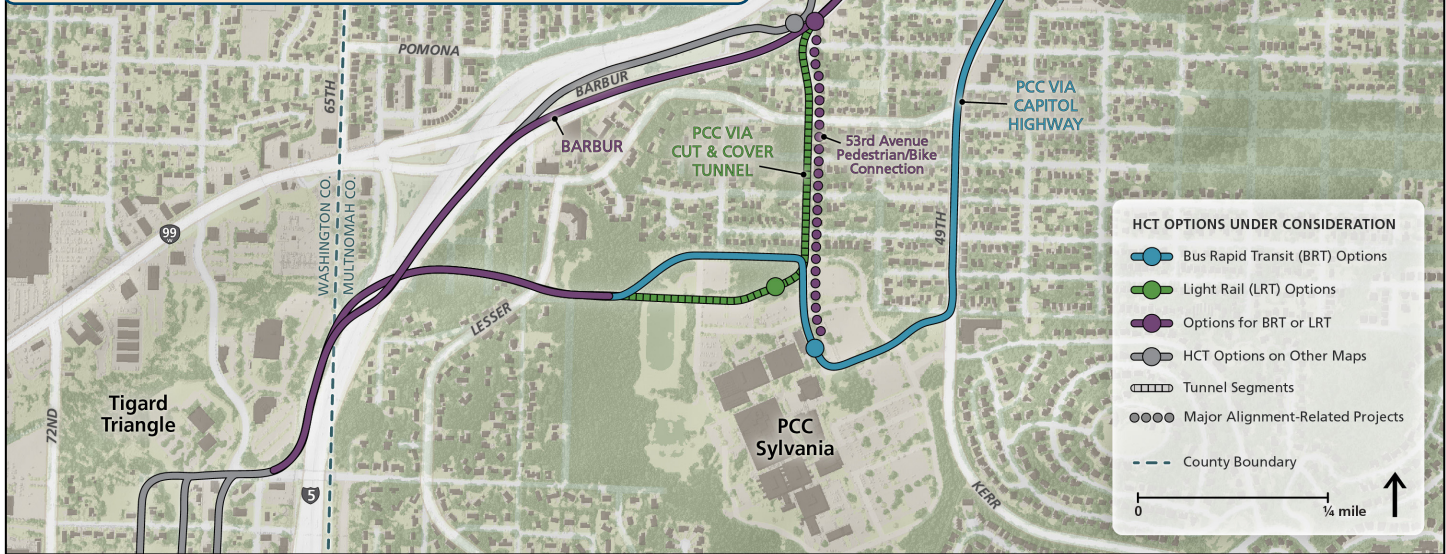 POMONA
65TH
BARBUR
BARBUR
PCC VIA
CUT & COVER
TUNNEL
53rd Avenue
Pedestrian/Bike
Connection
PCC VIA
CAPITOL
HIGHWAY
WASHINGTON CO.
MULTNOMAH CO.
99
W
49TH
LESSER
72ND
Tigard
Triangle
PCC
Sylvania
5
KERR
HCT OPTIONS UNDER CONSIDERATION
Bus Rapid Transit (BRT) Options
Light Rail (LRT) Options
Options for BRT or LRT
HCT Options on Other Maps
Tunnel Segments
Major Alignment-Related Projects
County Boundary
0
¼ mile